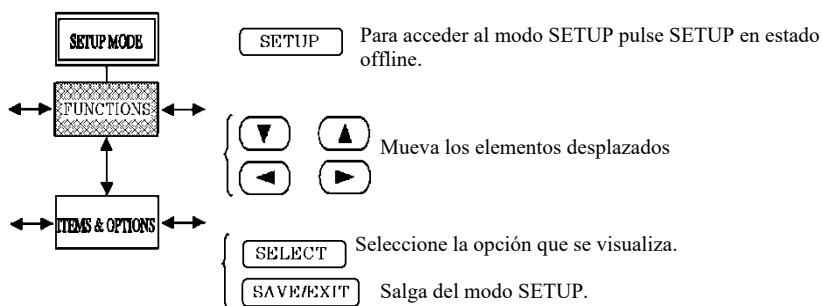 SETUP MODE
SETUP
Para acceder al modo SETUP pulse SETUP en estado
offline.
FUNCTIONS
Mueva los elementos desplazados
ITEMS & OPTIONS
SELECT
Seleccione la opción que se visualiza.
SAVE/EXIT
Salga del modo SETUP.